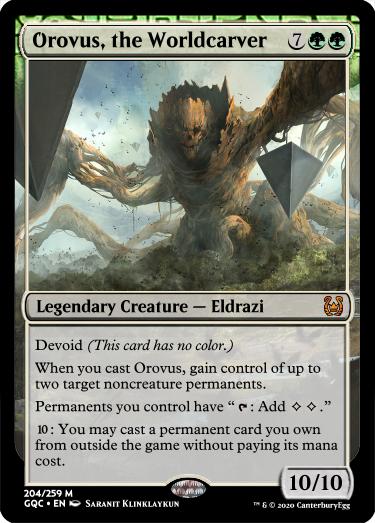 Orovus, the Worldcarver 7
Legendary Creature — Eldrazi
Devoid (This card has no color.)
When you cast Orovus, gain control of up
to two target noncreature permanents.
Permanents you control have “ : Add .”
10: You may cast a permanent card you own
from outside the game without paying its mana
cost.
10/10
204/259 M
GQC • EN SARANIT KLINKLAYKUN
™ & © 2020 CanterburyEgg